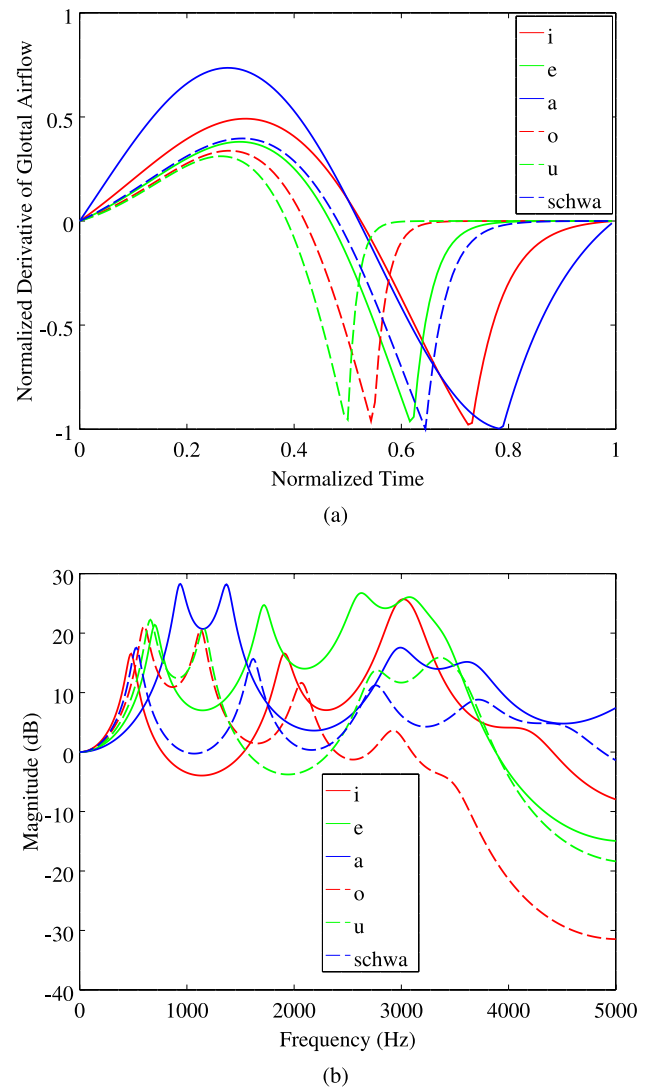 1
0.5
0
-0.5
-1
Normalized Derivative of Glottal Airflow
i
e
a
o
u
schwa
0 0.2 0.4 0.6 0.8 1
Normalized Time
(a)
30
20
10
0
-10
-20
-30
-40
Magnitude (dB)
i
e
a
o
u
schwa
0 1000 2000 3000 4000 5000
Frequency (Hz)
(b)